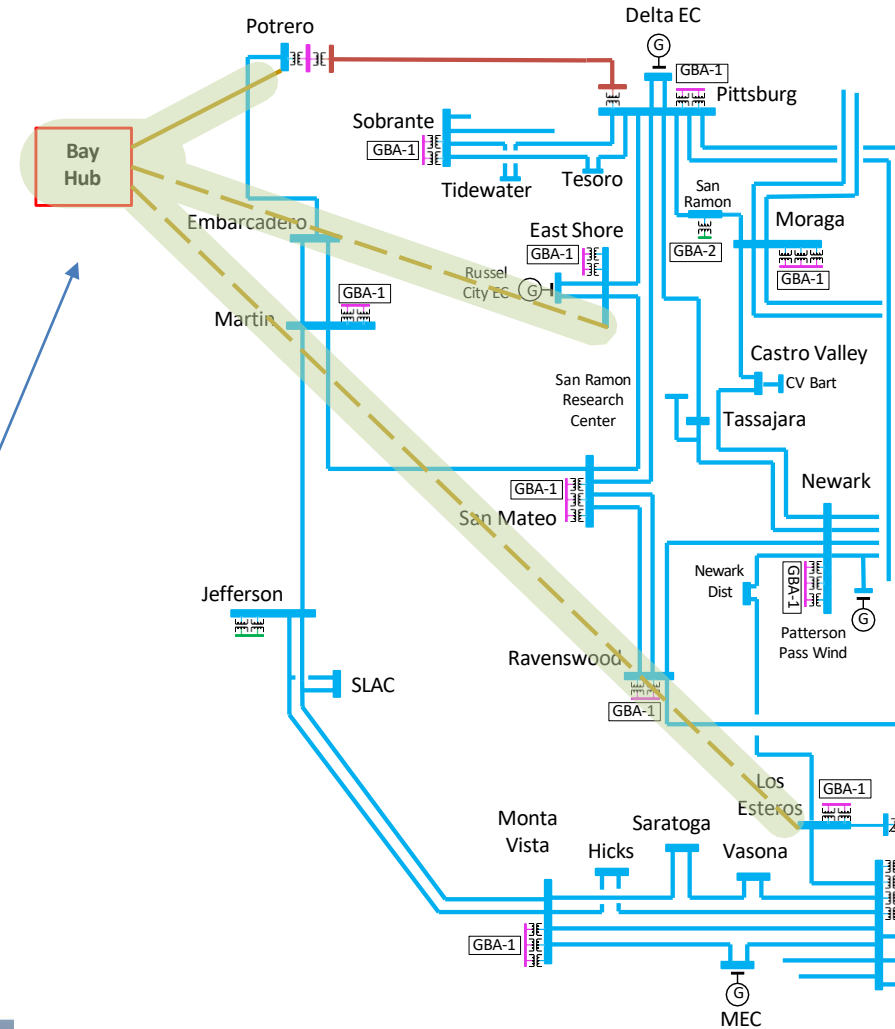 Delta EC
Potrero
G
GBA-1
Pittsburg
Sobrante
GBA-1
Bay
Hub
Tidewater
Tesoro
San
Ramon
Moraga
GBA-2
GBA-1
Embarcadero
East Shore
GBA-1
Russel
City EC
G
GBA-1
Martin
Castro Valley
CV Bart
San Ramon
Research
Center
Tassajara
Newark
GBA-1
San Mateo
GBA-1
Newark
Dist
G
Patterson
Pass Wind
Jefferson
Ravenswood
SLAC
GBA-1
Los
Esteros
GBA-1
Monta
Vista
Hicks
Saratoga
Vasona
GBA-1
G
MEC